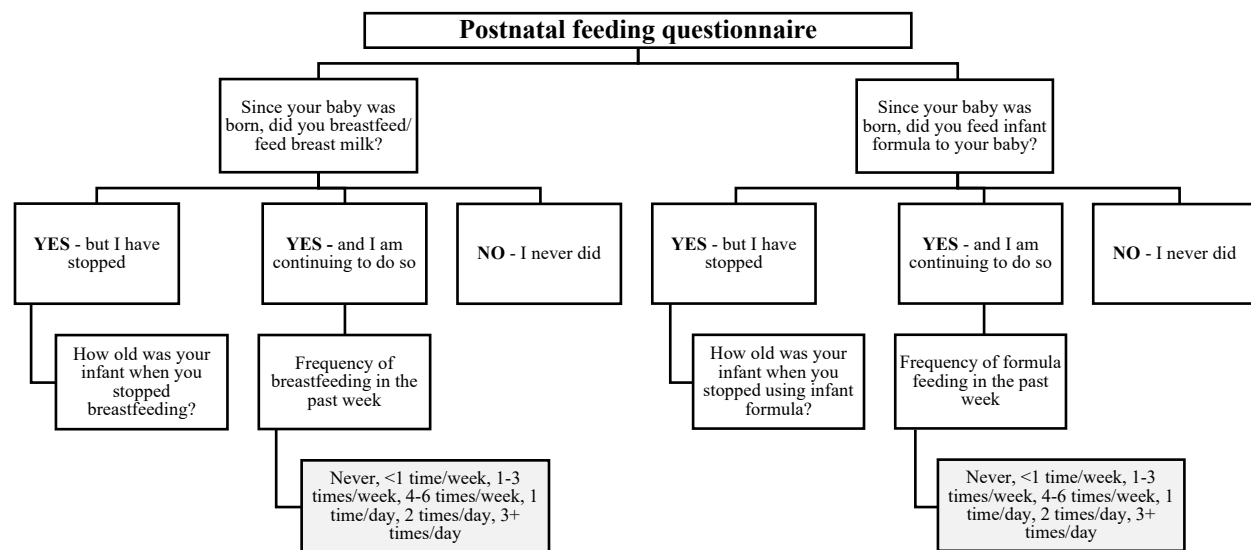 Postnatal feeding questionnaire
Since your baby was
born, did you breastfeed/
feed breast milk?
Since your baby was
born, did you feed infant
formula to your baby?
YES - but I have
stopped
YES - and I am
continuing to do so
NO - I never did
YES - but I have
stopped
YES - and I am
continuing to do so
NO - I never did
How old was your
infant when you
stopped
breastfeeding?
Frequency of
breastfeeding in the
past week
How old was your
infant when you
stopped using infant
formula?
Frequency of formula
feeding in the past
week
Never, <1 time/week, 1-3
times/week, 4-6 times/week, 1
time/day, 2 times/day, 3+
times/day
Never, <1 time/week, 1-3
times/week, 4-6 times/week, 1
time/day, 2 times/day, 3+
times/day